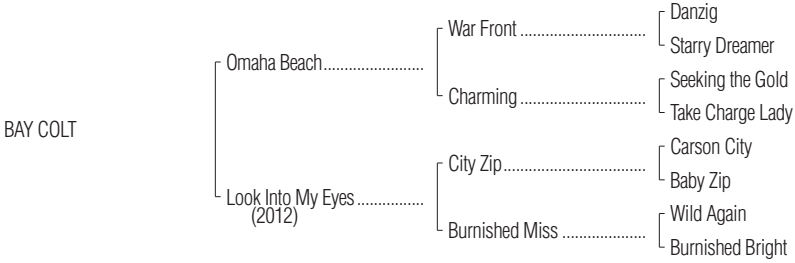 Danzig
War Front ..............................
Starry Dreamer
Omaha Beach........................
Seeking the Gold
Charming ..............................
Take Charge Lady
BAY COLT
Carson City
City Zip..................................
Baby Zip
Look Into My Eyes ................
(2012)
Wild Again
Burnished Miss ....................
Burnished Bright